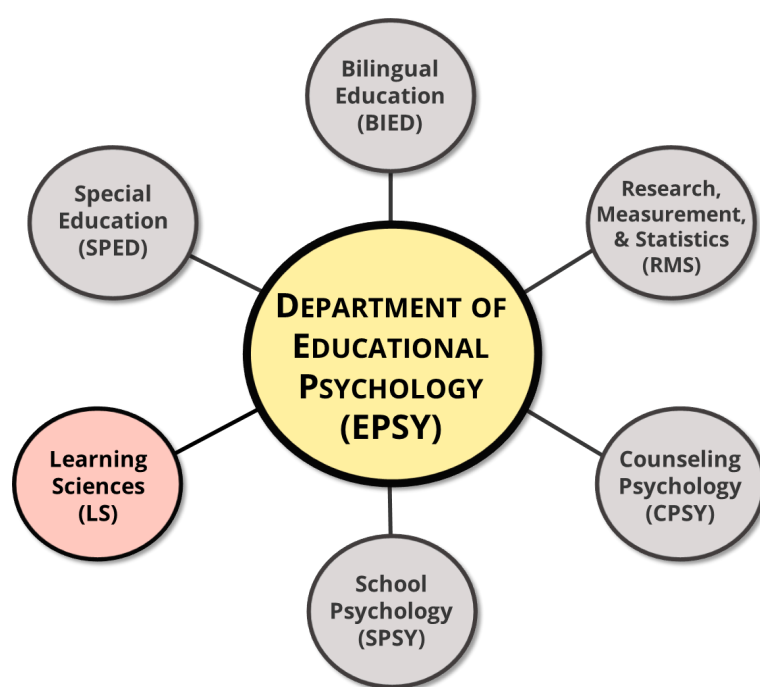 Bilingual
Education
(BIED)
Special
Education
(SPED)
Research,
Measurement,
& Statistics
(RMS)
DEPARTMENT OF
EDUCATIONAL
PSYCHOLOGY
(EPSY)
Learning
Sciences
(LS)
Counseling
Psychology
(CPSY)
School
Psychology
(SPSY)